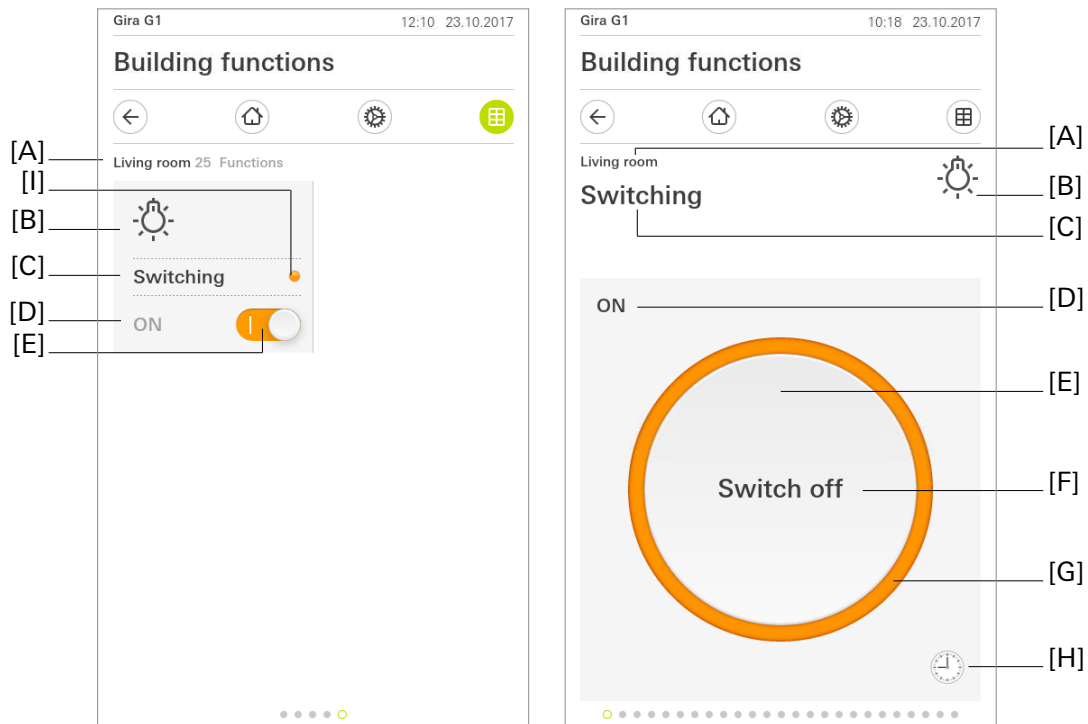 Gira G1 12:10 23.10.2017
Building functions
[A] Living room 25 Functions
[I]
[B]
[C] Switching
[D] ON
[E]
Gira G1 10:18 23.10.2017
Building functions
[A]
Living room
[B]
Switching
[C]
ON [D]
[E]
Switch off [F]
[G]
[H]